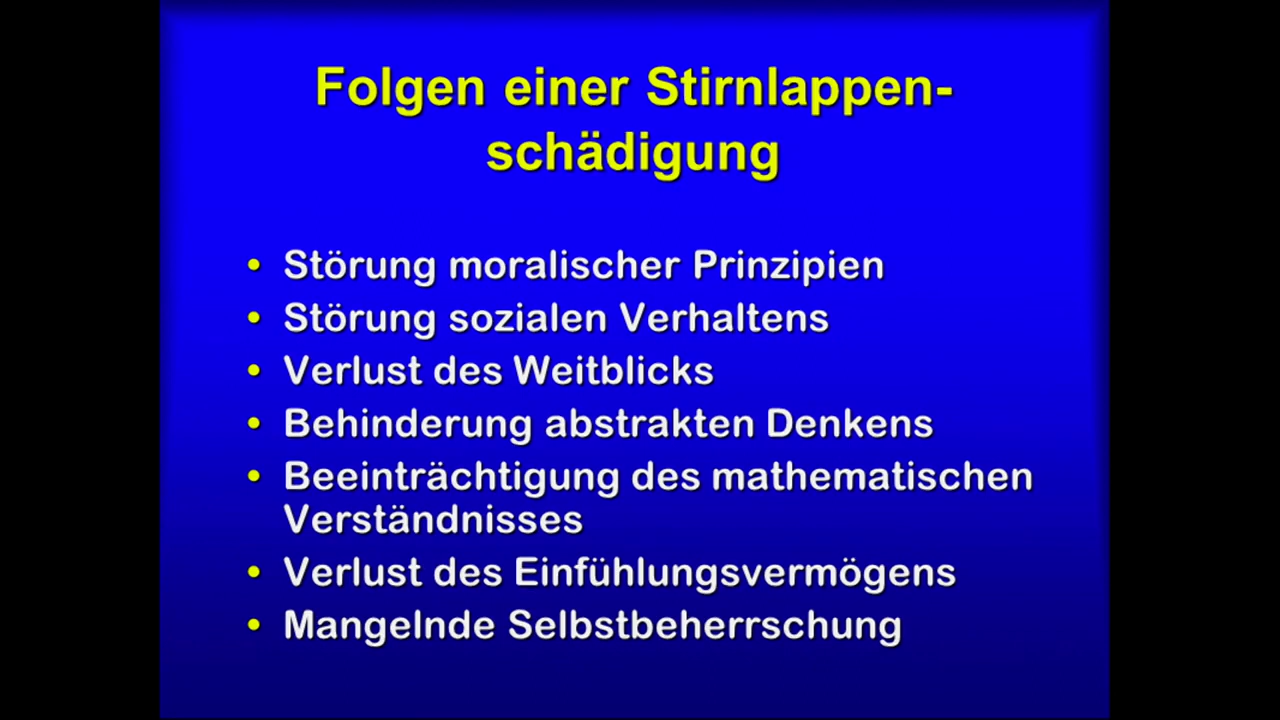 Folgen einer Stirnlappen-
schädigung
• Störung moralischer Prinzipien
• Störung sozialen Verhaltens
• Verlust des Weitblicks
• Behinderung abstrakten Denkens
• Beeinträchtigung des mathematischen
Verständnisses
• Verlust des Einfühlungsvermögens
• Mangelnde Selbstbeherrschung